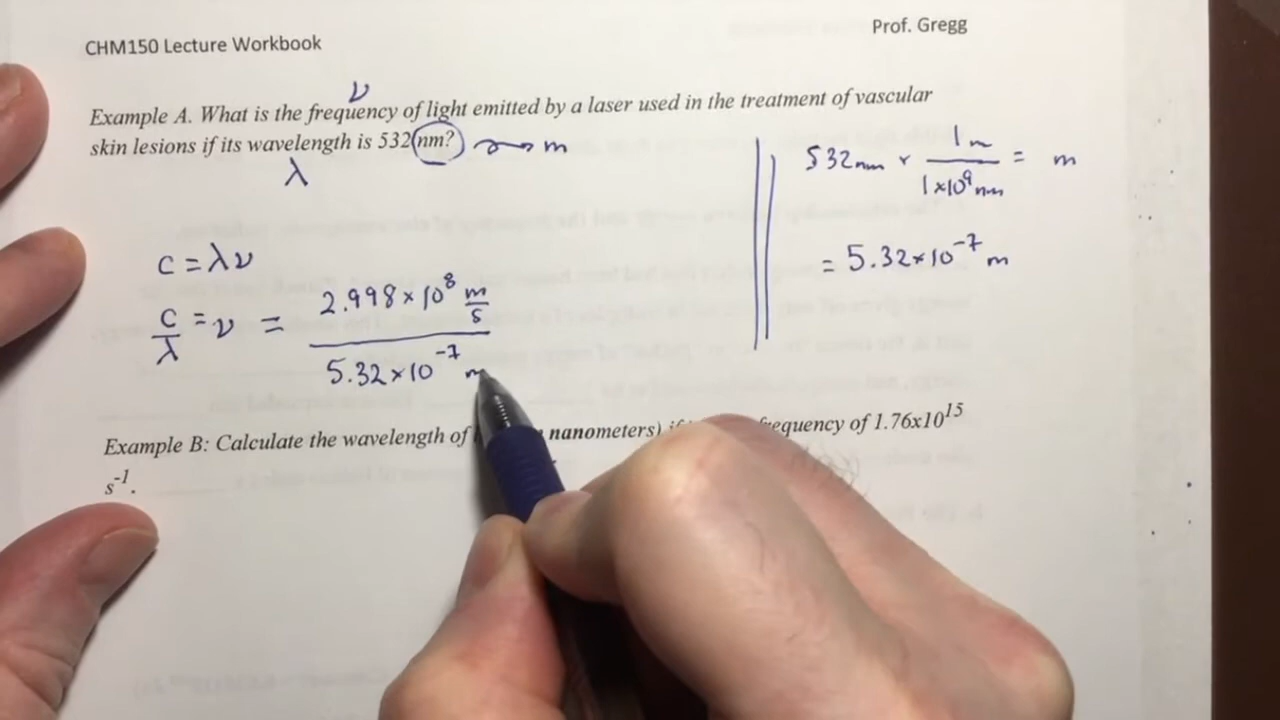 CHM150 Lecture Workbook
Prof. Gregg
ν
Example A. What is the frequency of light emitted by a laser used in the treatment of vascular
skin lesions if its wavelength is 532 nm? m
λ
532 nm × 1 m / 1×10⁹ nm = m
= 5.32×10⁻⁷ m
c = λν
c/λ = ν = 2.998×10⁸ m/s / 5.32×10⁻⁷ m
Example B: Calculate the wavelength of nanometers) frequency of 1.76x10¹⁵
s⁻¹.